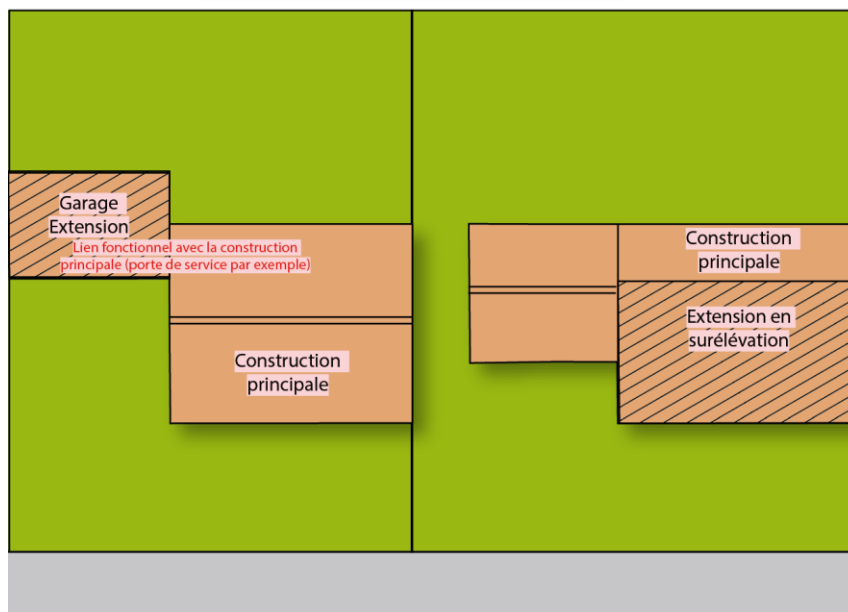 Garage
Extension
Lien fonctionnel avec la construction
principale (porte de service par exemple)
Construction
principale
Construction
principale
Extension en
surélévation